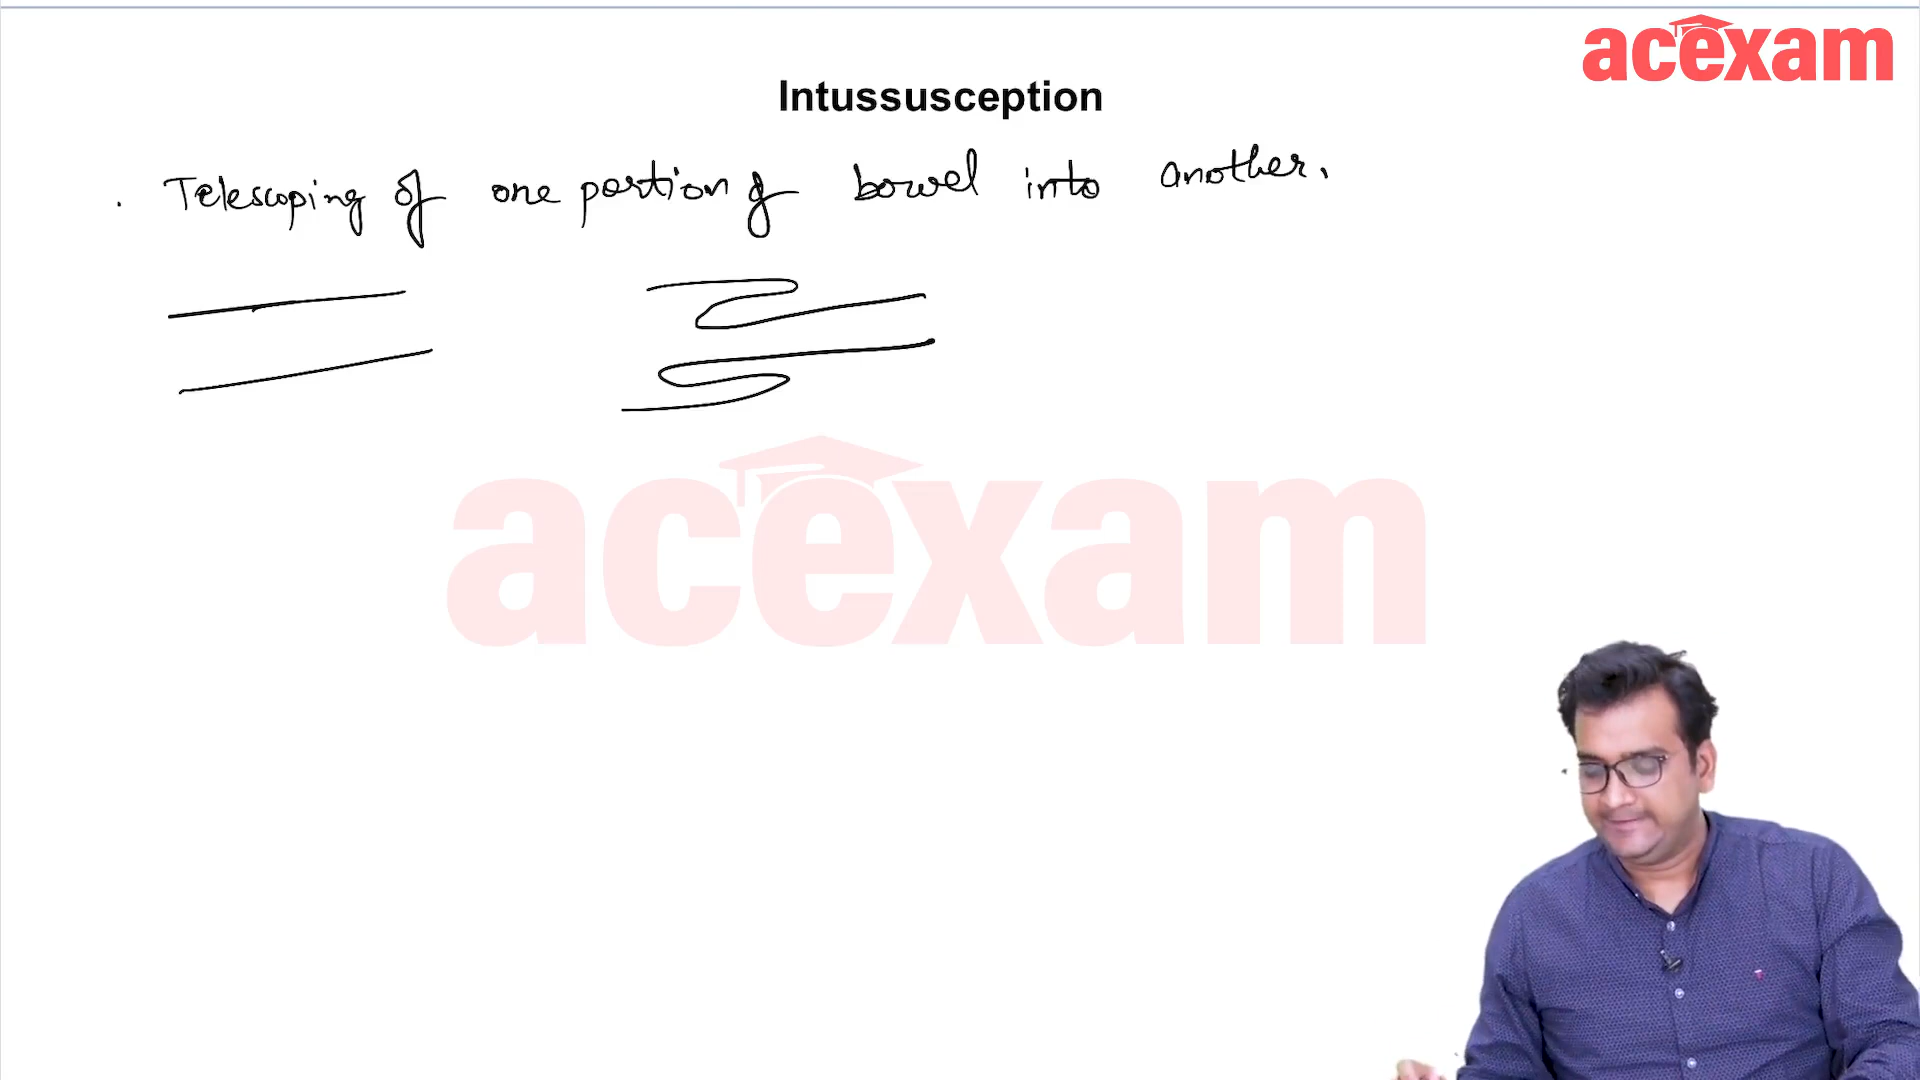 acexam
Intussusception
. Telescoping of one portion of bowel into another.
acexam